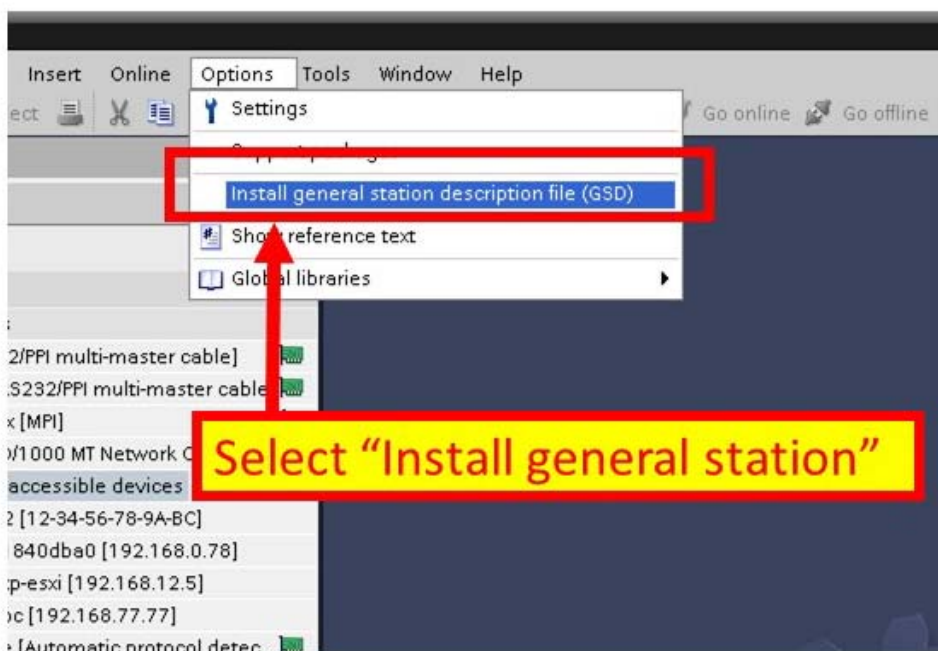 Insert Online Options Tools Window Help
ect Go online Go offline
Settings
Install general station description file (GSD)
Show reference text
Global libraries
2/PPI multi-master cable]
S232/PPI multi-master cable
x [MPI]
/1000 MT Network
accessible devices
2 [12-34-56-78-9A-BC]
840dba0 [192.168.0.78]
p-esxi [192.168.12.5]
oc [192.168.77.77]
[Automatic protocol detec
Select “Install general station”